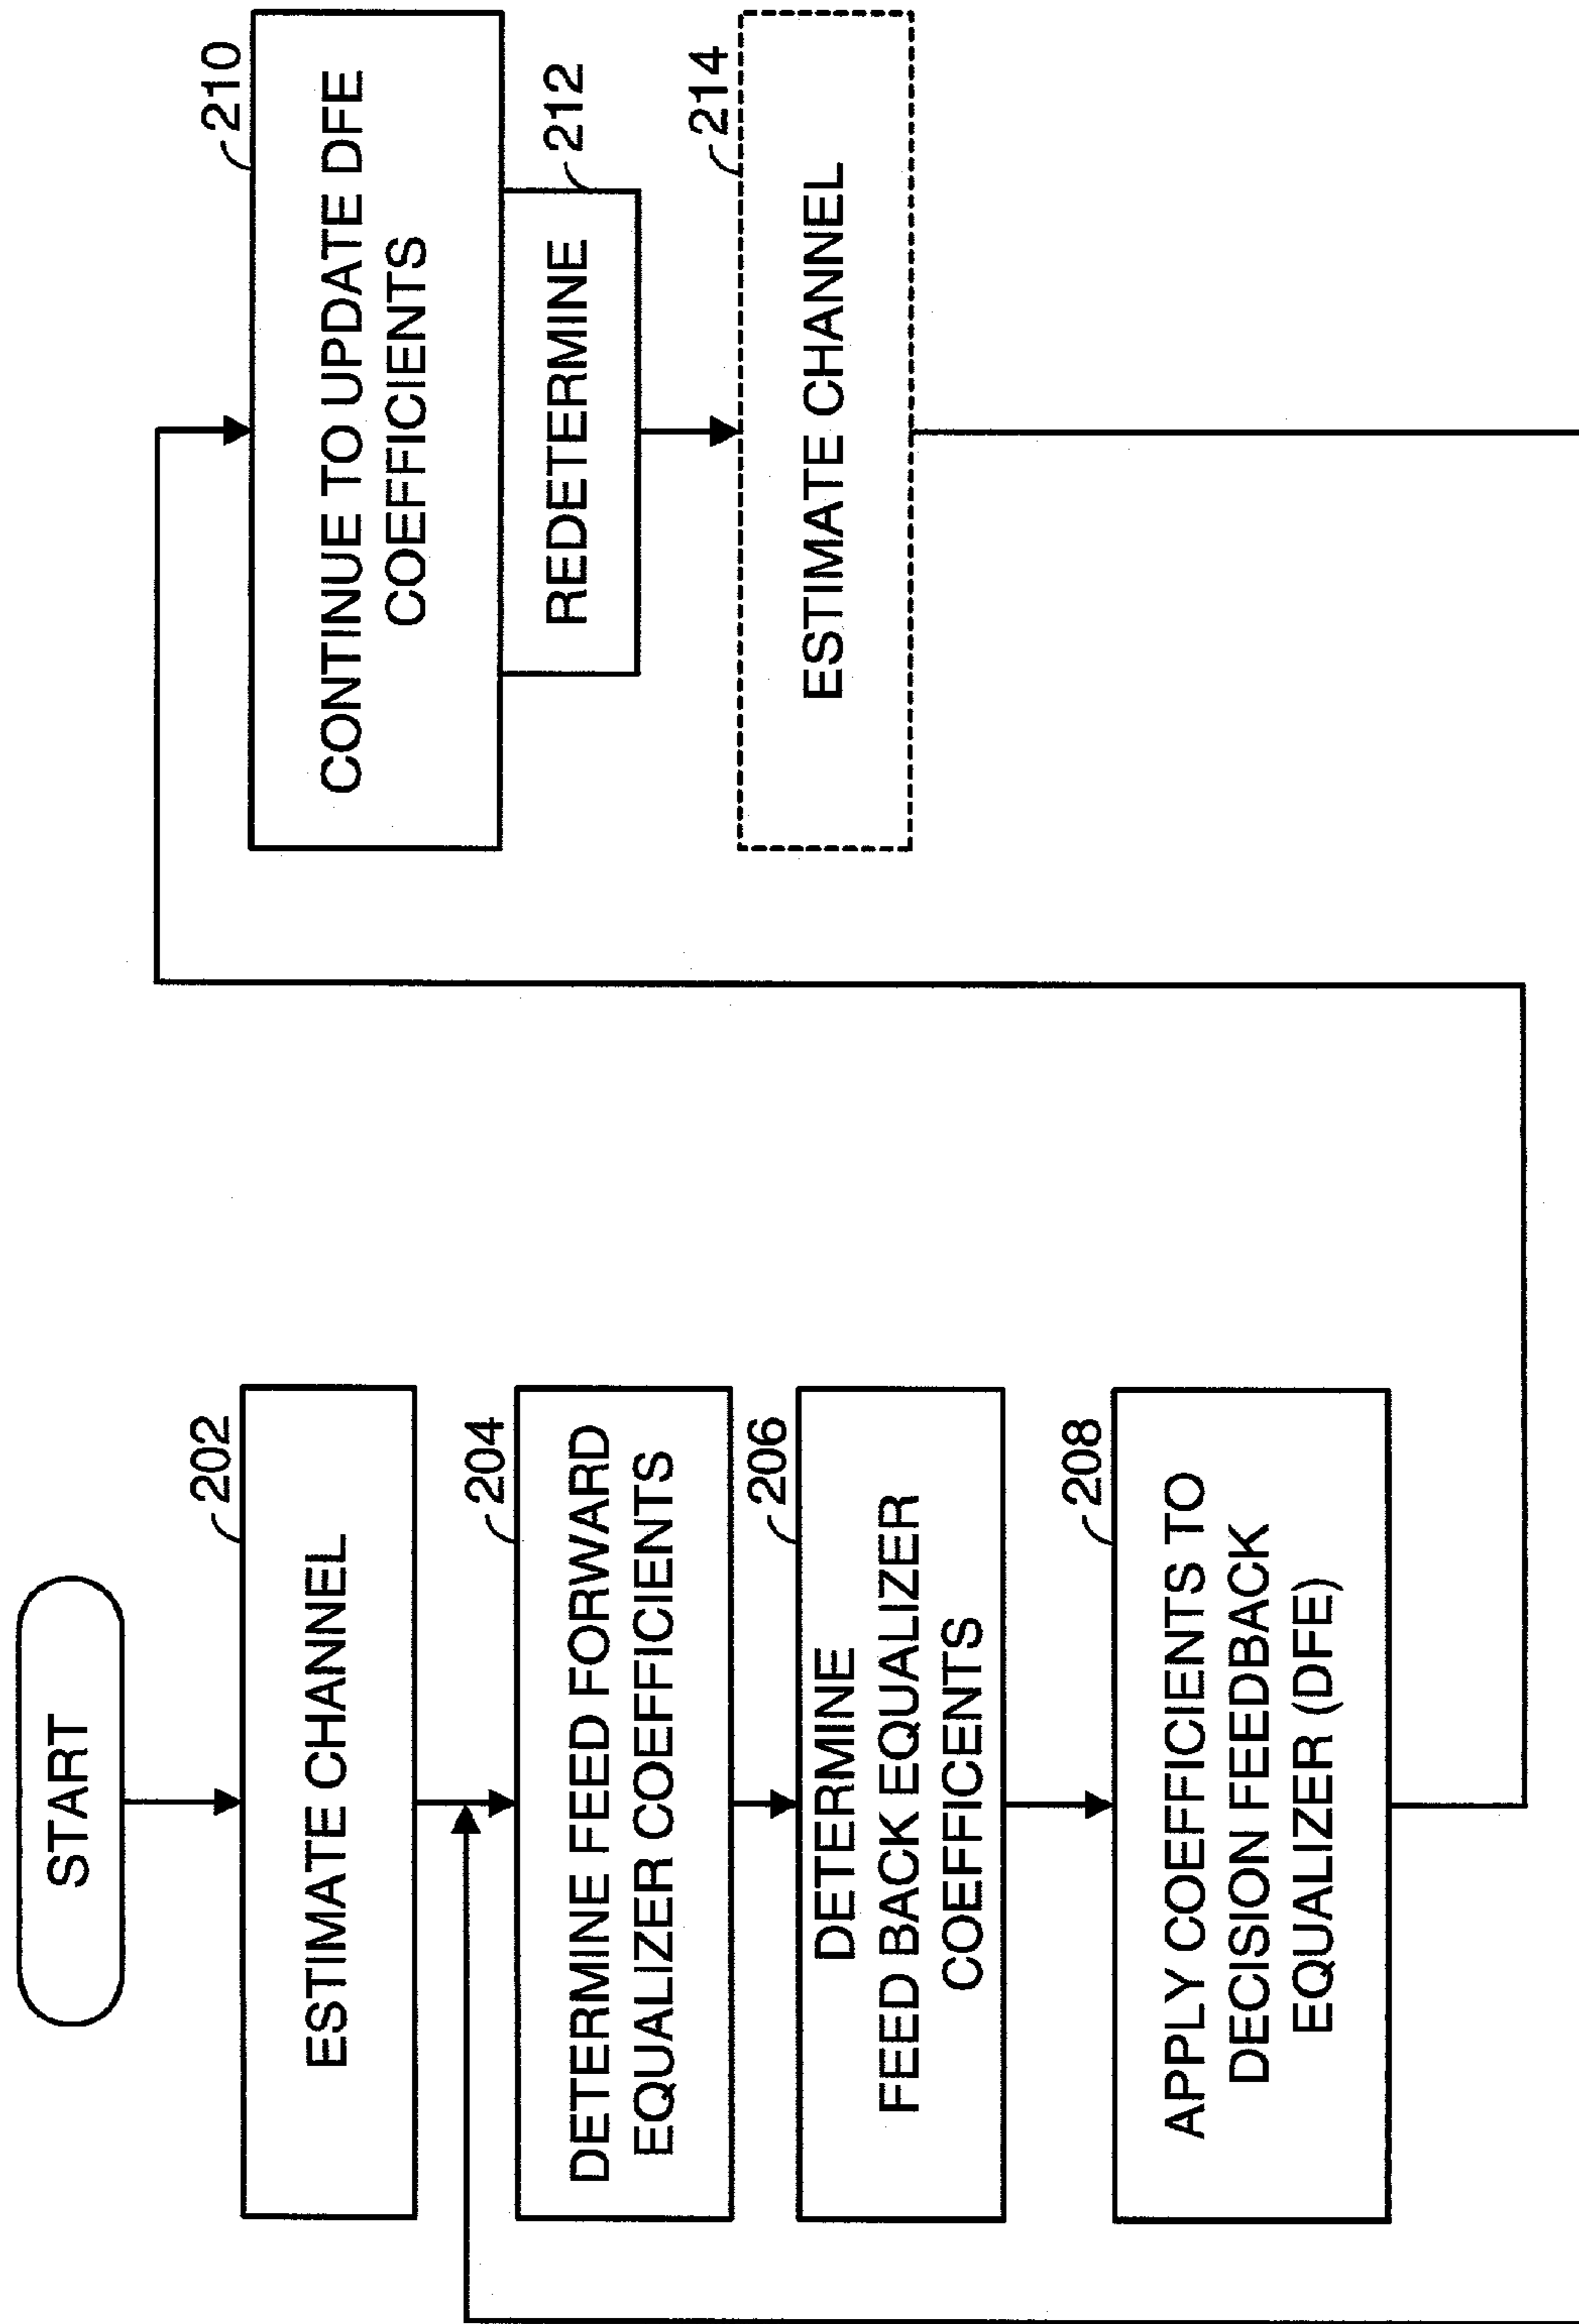 START
202
ESTIMATE CHANNEL
204
DETERMINE FEED FORWARD
EQUALIZER COEFFICIENTS
206
DETERMINE
FEED BACK EQUALIZER
COEFFICENTS
208
APPLY COEFFICIENTS TO
DECISION FEEDBACK
EQUALIZER (DFE)
210
CONTINUE TO UPDATE DFE
COEFFICIENTS
212
REDETERMINE
214
ESTIMATE CHANNEL